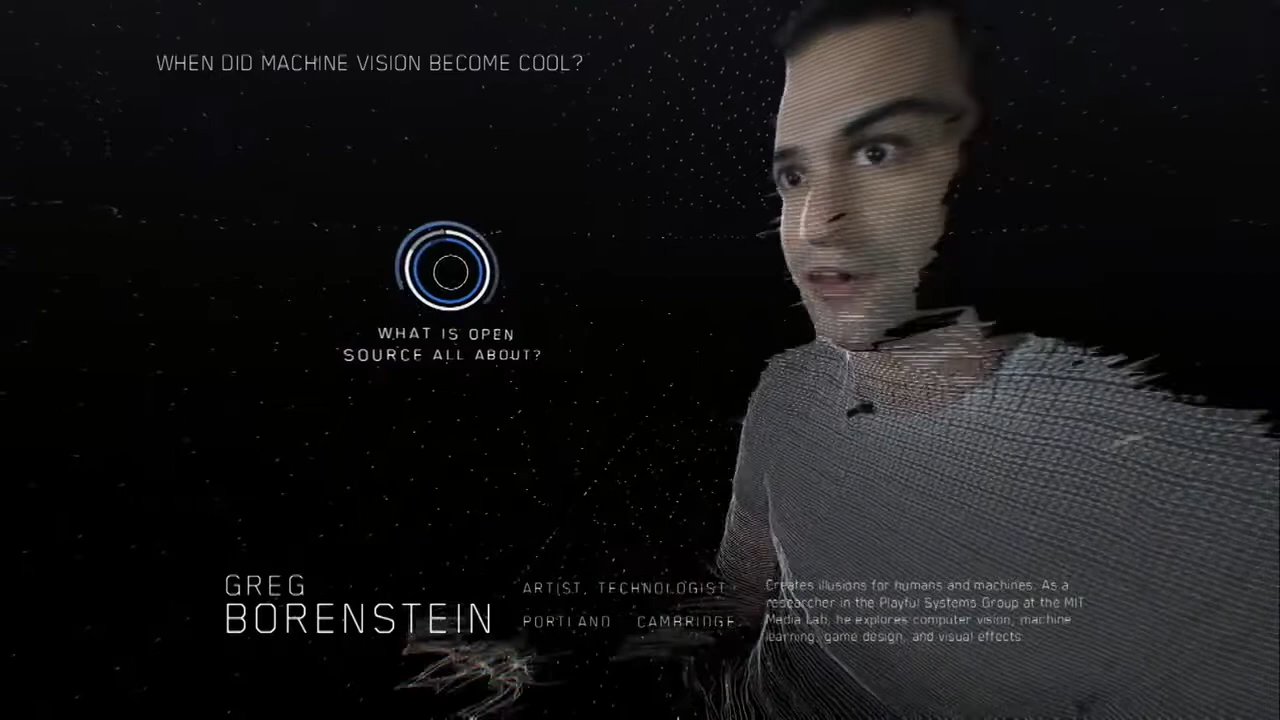 WHEN DID MACHINE VISION BECOME COOL?
WHAT IS OPEN
SOURCE ALL ABOUT?
GREG
BORENSTEIN
ARTIST, TECHNOLOGIST
PORTLAND CAMBRIDGE
Creates illusions for humans and machines. As a
researcher in the Playful Systems Group at the MIT
Media Lab, he explores computer vision, machine
learning, game design, and visual effects.